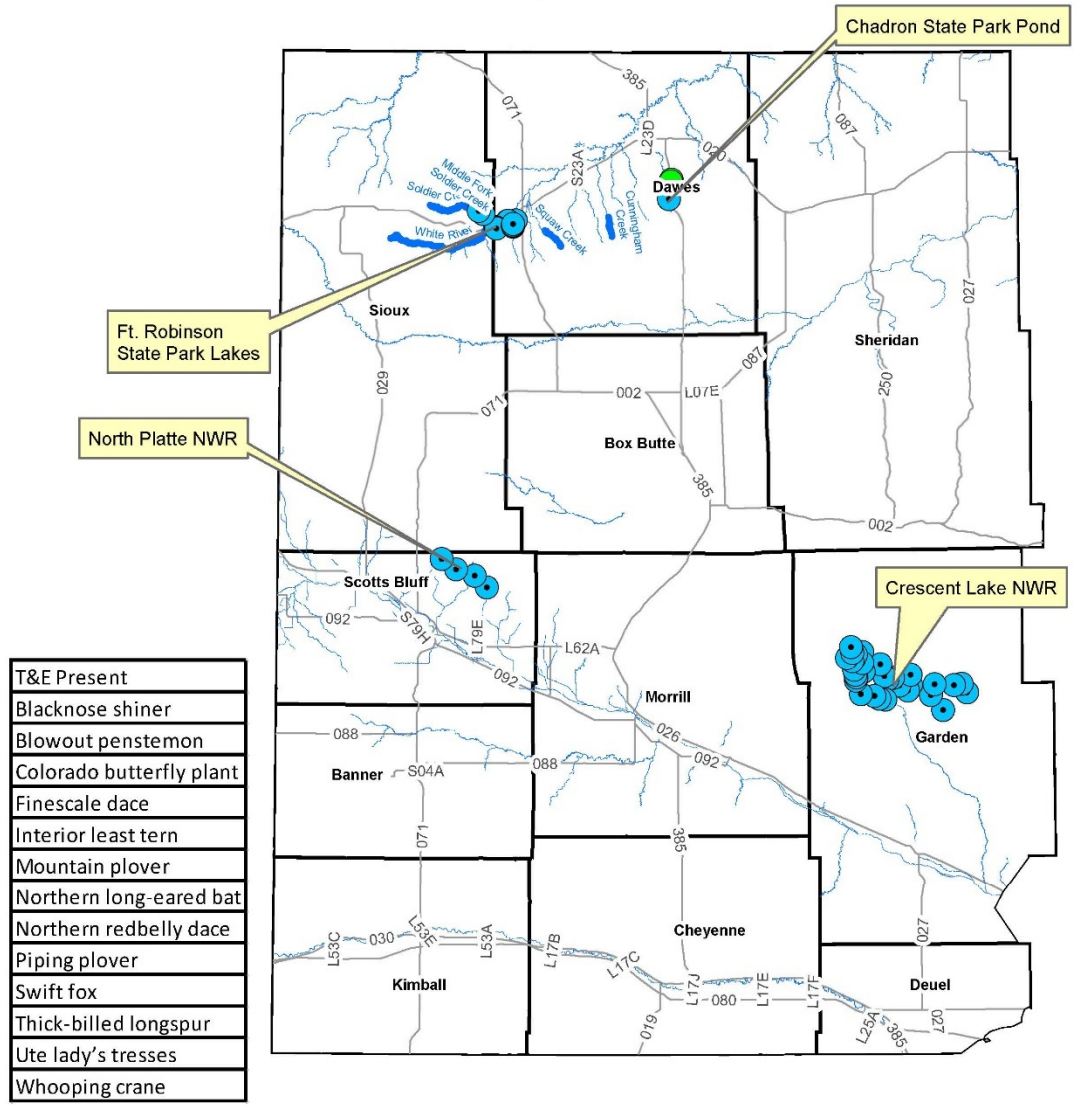 Chadron State Park Pond
385
071
L23D
087
S23A
020
Middle Fork
Soldier Creek
Dawes
Soldier Cr
Squaw Creek
Cunningham
Creek
White River
027
Sioux
Ft. Robinson
State Park Lakes
Sheridan
087
029
250
002
L07E
071
North Platte NWR
Box Butte
385
002
Scotts Bluff
Crescent Lake NWR
092
S79H
L79E
L62A
T&E Present
Blacknose shiner
Blowout penstemon
Colorado butterfly plant
Finescale dace
Interior least tern
Mountain plover
Northern long-eared bat
Northern redbelly dace
Piping plover
Swift fox
Thick-billed longspur
Ute lady's tresses
Whooping crane
092
Morrill
088
026
Garden
092
Banner
S04A
088
071
385
Cheyenne
027
L53C
030
L53E
L53A
L17B
L17C
Kimball
L17J
080
L17E
L17F
Deuel
019
L25A
385
027